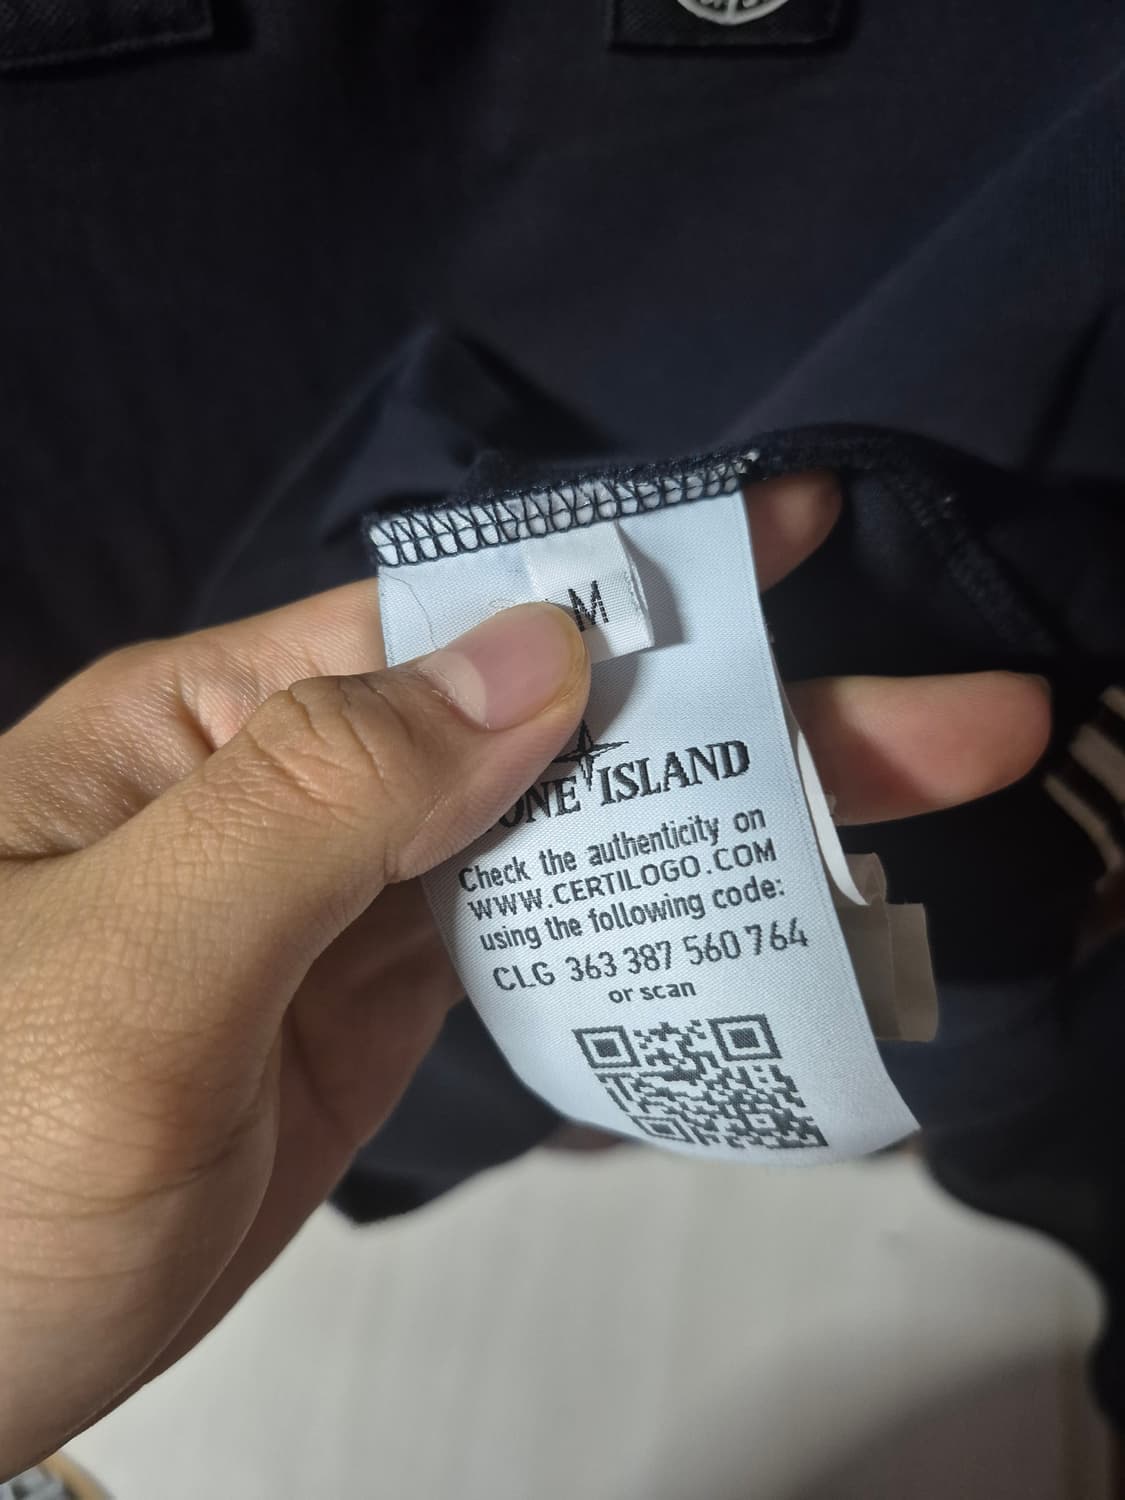 M
ONE ISLAND
Check the authenticity on
WWW.CERTILOGO.COM
using the following code:
CLG 363 387 560 764
or scan